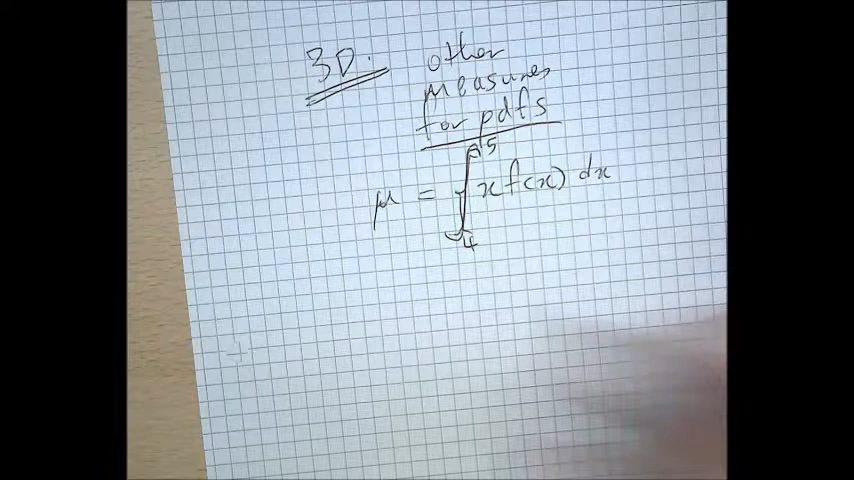 3D.
other
measures
for pdfs
μ = ∫₄⁵ x f(x) dx